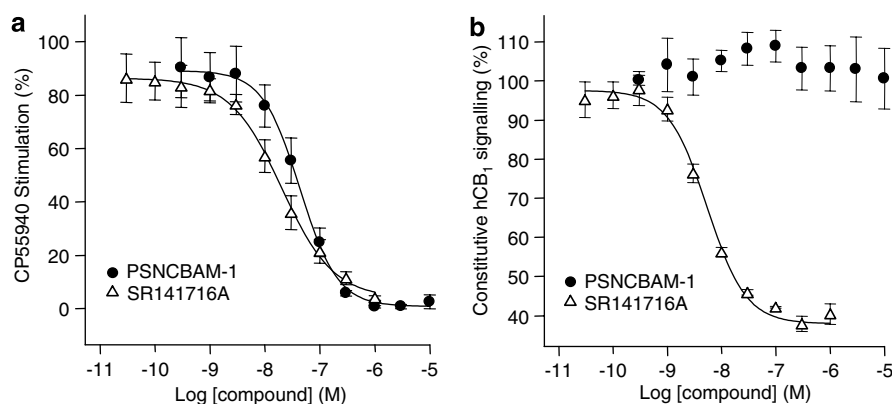 a
CP55940 Stimulation (%)
100
80
60
40
20
0
PSNCBAM-1
SR141716A
-11 -10 -9 -8 -7 -6 -5
Log [compound] (M)
b
Constitutive hCB1 signalling (%)
110
100
90
80
70
60
50
40
PSNCBAM-1
SR141716A
-11 -10 -9 -8 -7 -6 -5
Log [compound] (M)